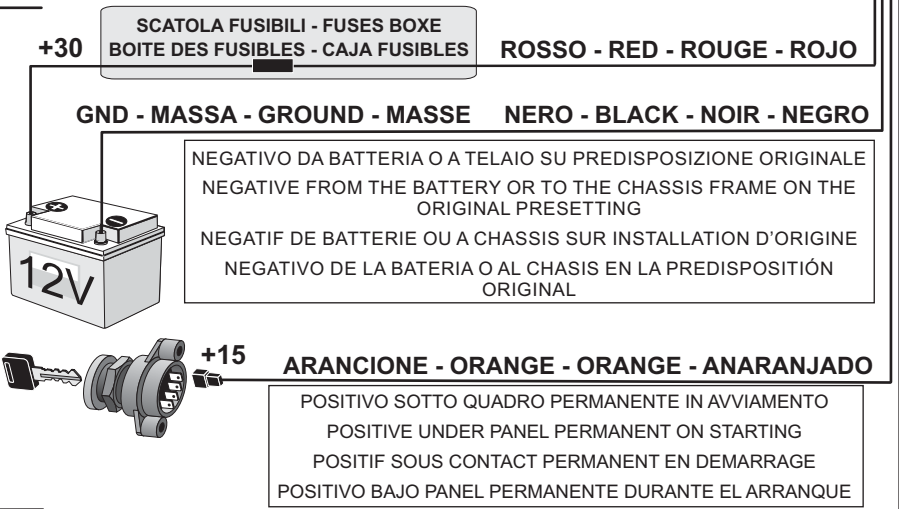 SCATOLA FUSIBILI - FUSES BOXE
+30
BOITE DES FUSIBLES - CAJA FUSIBLES
ROSSO - RED - ROUGE - ROJO
GND - MASSA - GROUND - MASSE
NERO - BLACK - NOIR - NEGRO
NEGATIVO DA BATTERIA O A TELAIO SU PREDISPOSIZIONE ORIGINALE
NEGATIVE FROM THE BATTERY OR TO THE CHASSIS FRAME ON THE
ORIGINAL PRESETTING
NEGATIF DE BATTERIE OU A CHASSIS SUR INSTALLATION D'ORIGINE
NEGATIVO DE LA BATERIA O AL CHASIS EN LA PREDISPOSITIÓN
ORIGINAL
12V
+15
ARANCIONE - ORANGE - ORANGE - ANARANJADO
POSITIVO SOTTO QUADRO PERMANENTE IN AVVIAMENTO
POSITIVE UNDER PANEL PERMANENT ON STARTING
POSITIF SOUS CONTACT PERMANENT EN DEMARRAGE
POSITIVO BAJO PANEL PERMANENTE DURANTE EL ARRANQUE